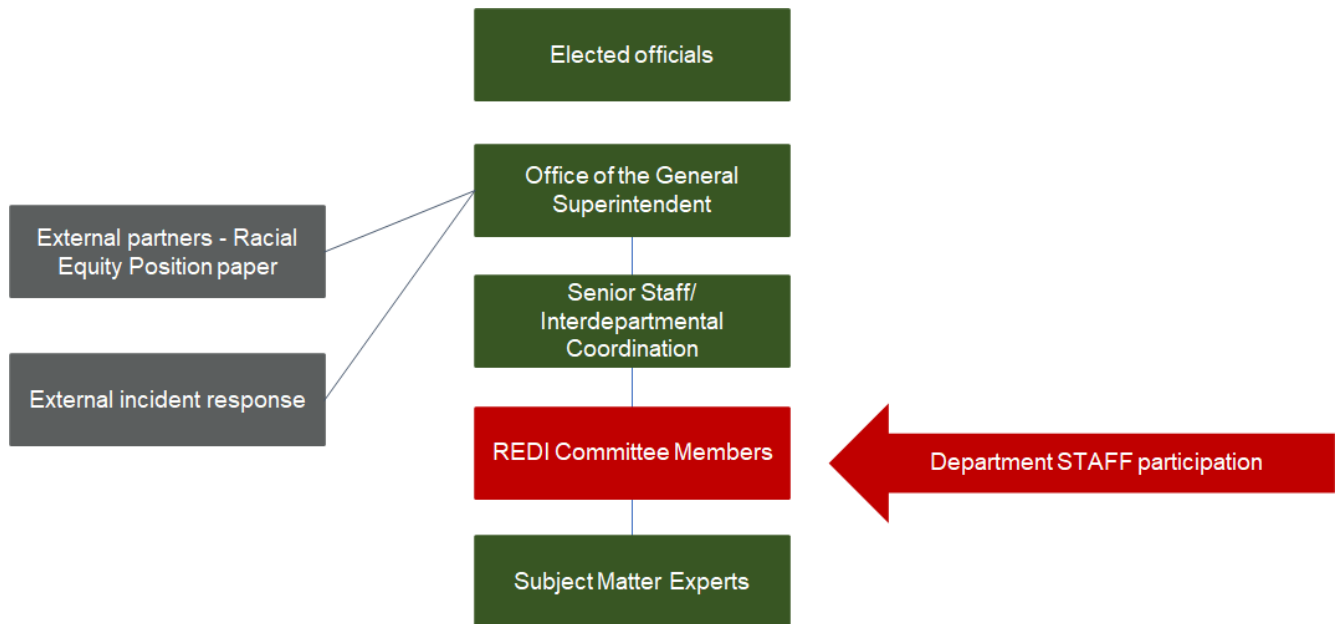 Elected officials
Office of the General
Superintendent
External partners - Racial
Equity Position paper
Senior Staff/
Interdepartmental
Coordination
External incident response
REDI Committee Members
Department STAFF participation
Subject Matter Experts